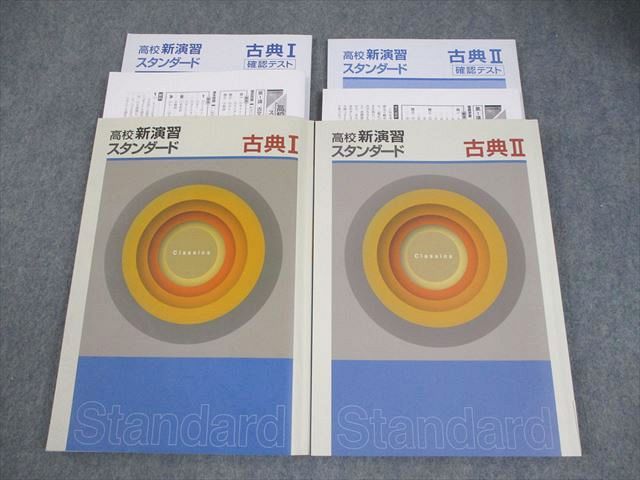 高校 新演習
スタンダード
古典Ⅰ
確認テスト
高校 新演習
スタンダード
古典Ⅱ
確認テスト
高校 新演習
スタンダード
古典Ⅰ
Classics
Standard
高校 新演習
スタンダード
古典Ⅱ
Classics
Standard